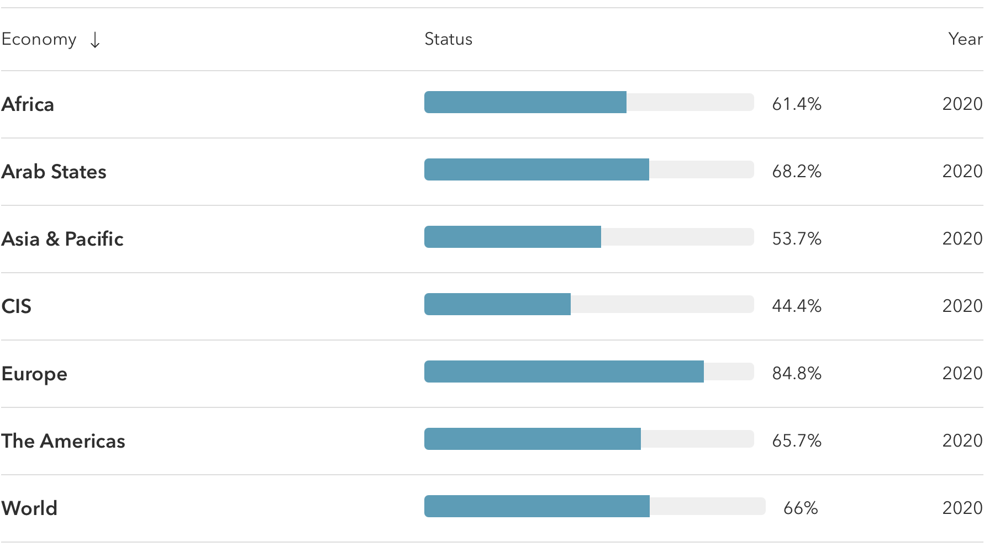 Economy ↓ Status Year
Africa 61.4% 2020
Arab States 68.2% 2020
Asia & Pacific 53.7% 2020
CIS 44.4% 2020
Europe 84.8% 2020
The Americas 65.7% 2020
World 66% 2020